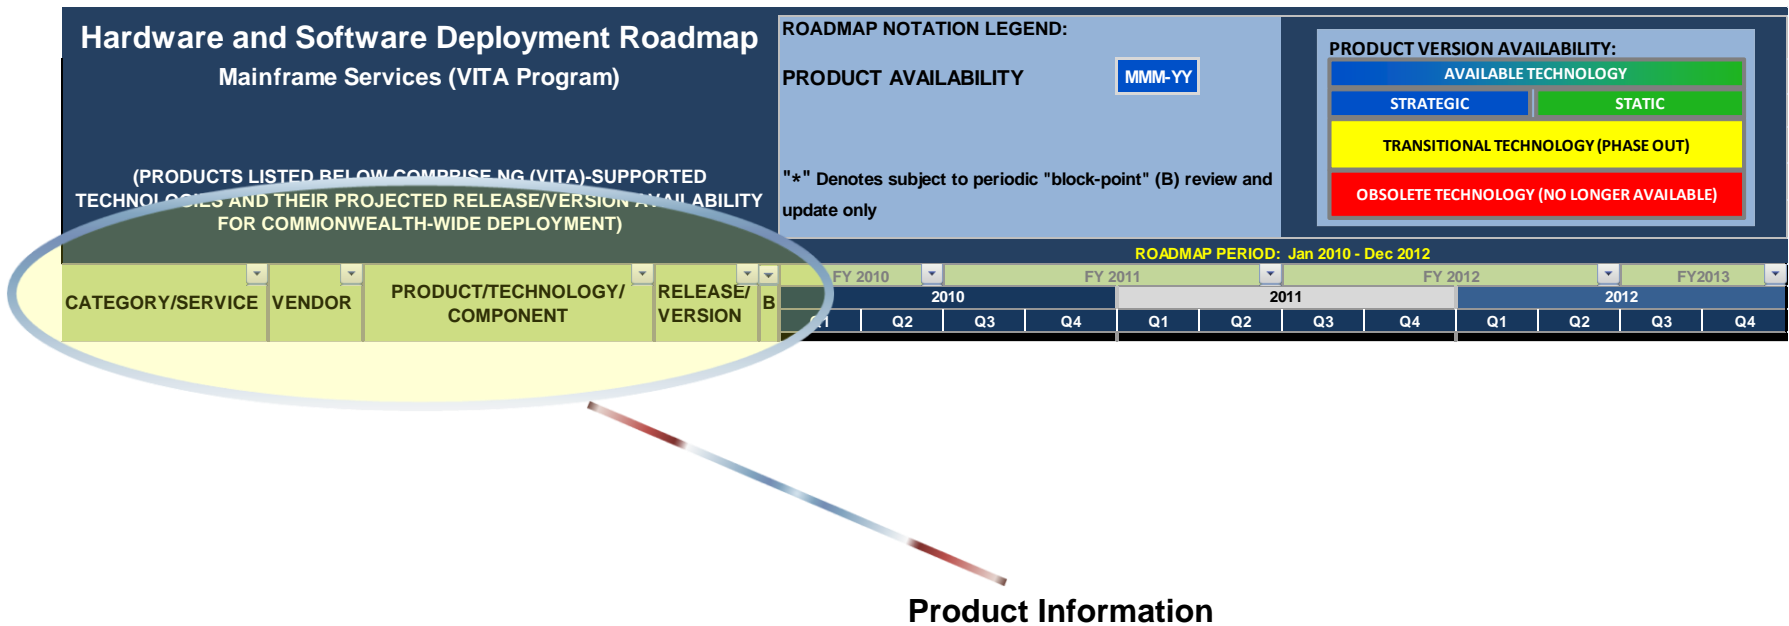 Hardware and Software Deployment Roadmap
Mainframe Services (VITA Program)
(PRODUCTS LISTED BELOW COMPRISE NG (VITA)-SUPPORTED
TECHNOLOGIES AND THEIR PROJECTED RELEASE/VERSION AVAILABILITY
FOR COMMONWEALTH-WIDE DEPLOYMENT)
ROADMAP NOTATION LEGEND:
PRODUCT AVAILABILITY MMM-YY
"*" Denotes subject to periodic "block-point" (B) review and
update only
PRODUCT VERSION AVAILABILITY:
AVAILABLE TECHNOLOGY
STRATEGIC STATIC
TRANSITIONAL TECHNOLOGY (PHASE OUT)
OBSOLETE TECHNOLOGY (NO LONGER AVAILABLE)
ROADMAP PERIOD: Jan 2010 - Dec 2012
CATEGORY/SERVICE VENDOR PRODUCT/TECHNOLOGY/
COMPONENT RELEASE/
VERSION B
FY 2010 FY 2011 FY 2012 FY2013
2010 2011 2012
Q1 Q2 Q3 Q4 Q1 Q2 Q3 Q4 Q1 Q2 Q3 Q4
Product Information